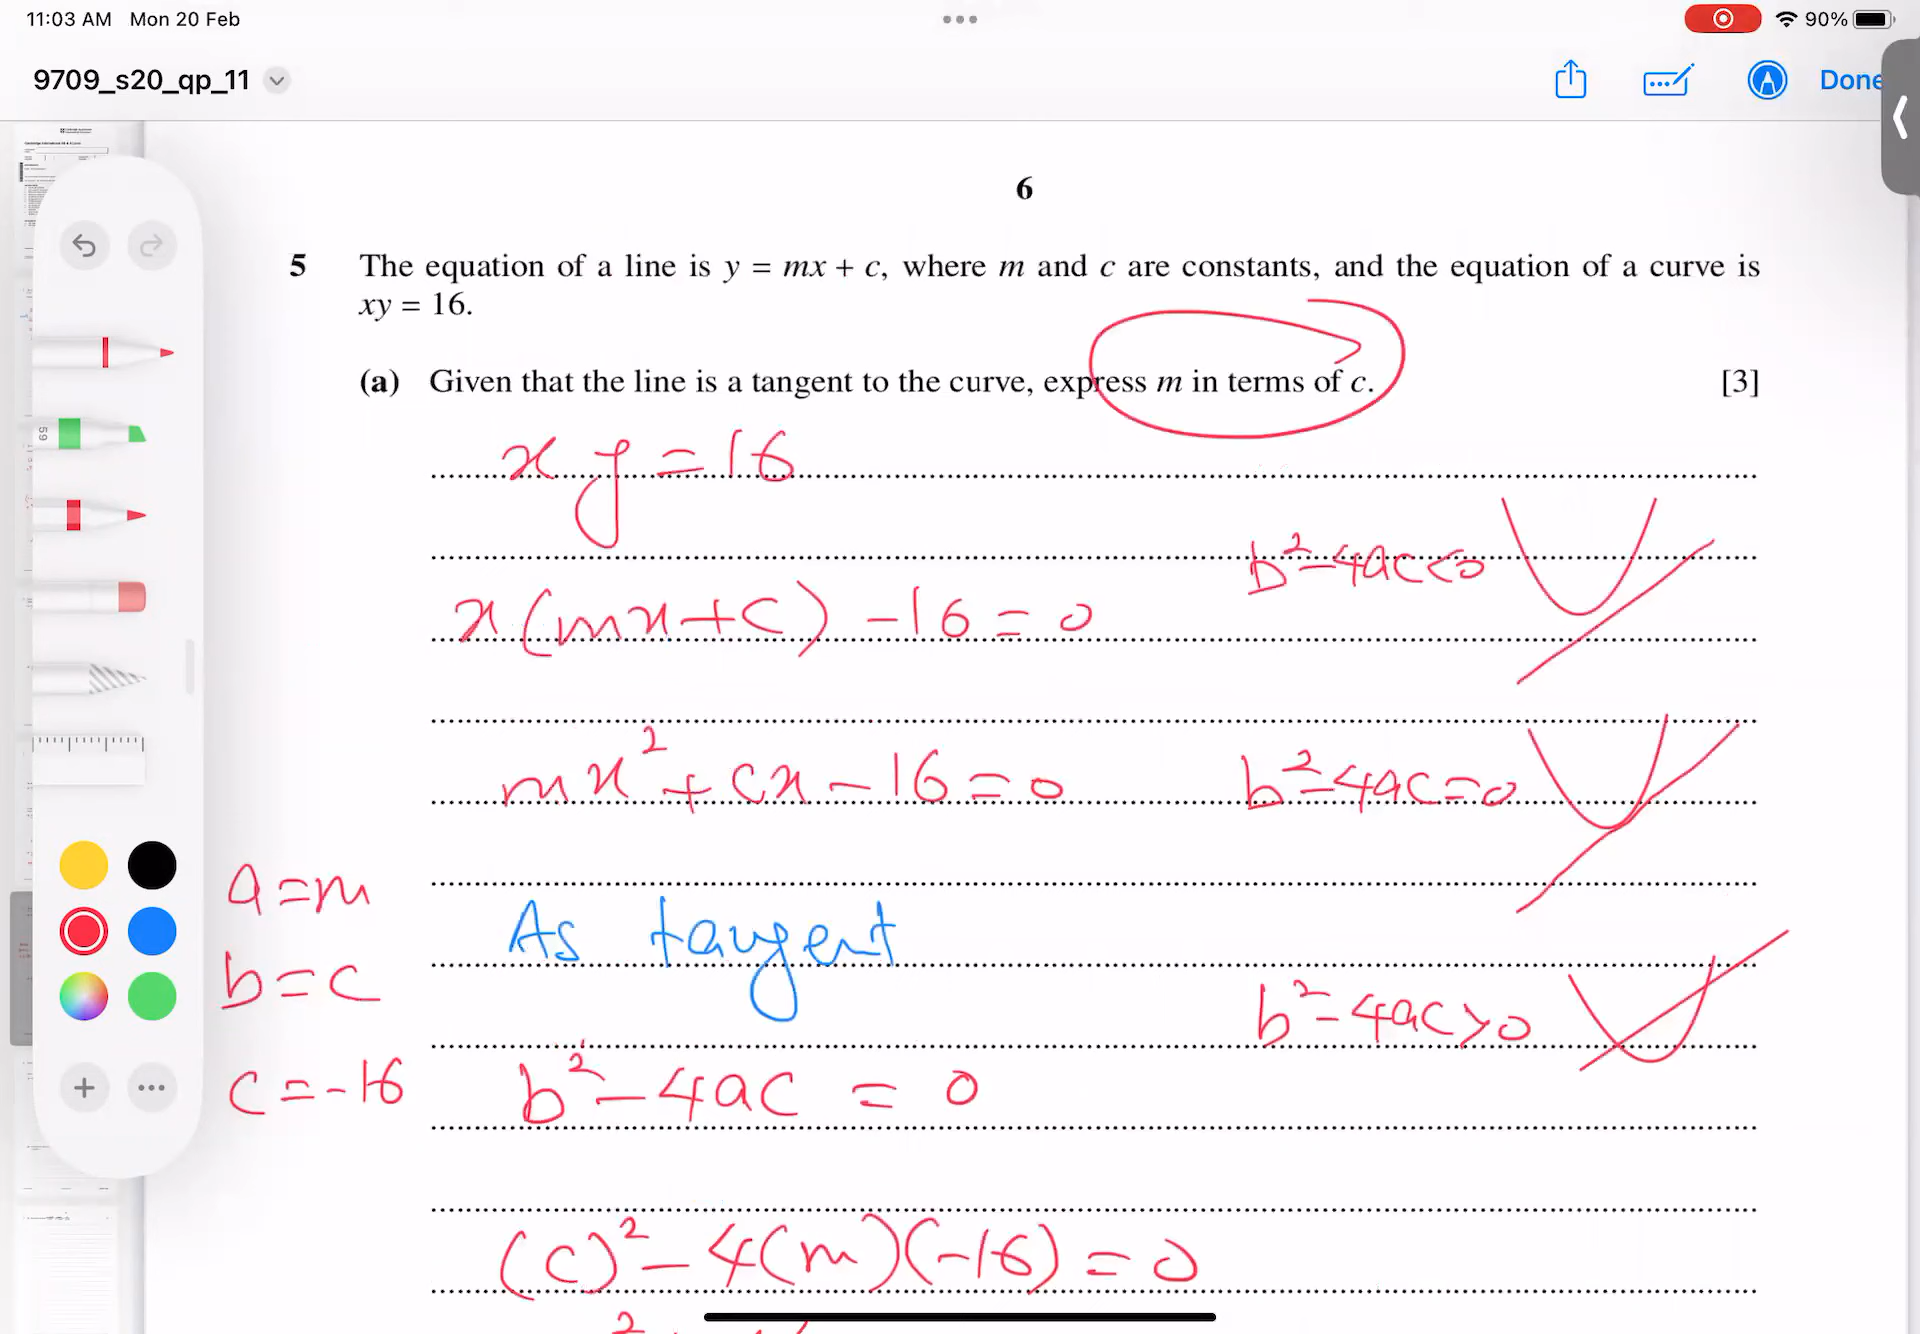 11:03 AM Mon 20 Feb
90%
9709_s20_qp_11
Done
6
5 The equation of a line is y = mx + c, where m and c are constants, and the equation of a curve is
xy = 16.
(a) Given that the line is a tangent to the curve, express m in terms of c. [3]
xy = 16
b² - 4ac < 0
x(mx+c) - 16 = 0
mx² + cx - 16 = 0
b² - 4ac = 0
a = m
As tangent
b = c
b² - 4ac > 0
c = -16
b² - 4ac = 0
(c)² - 4(m)(-16) = 0
59